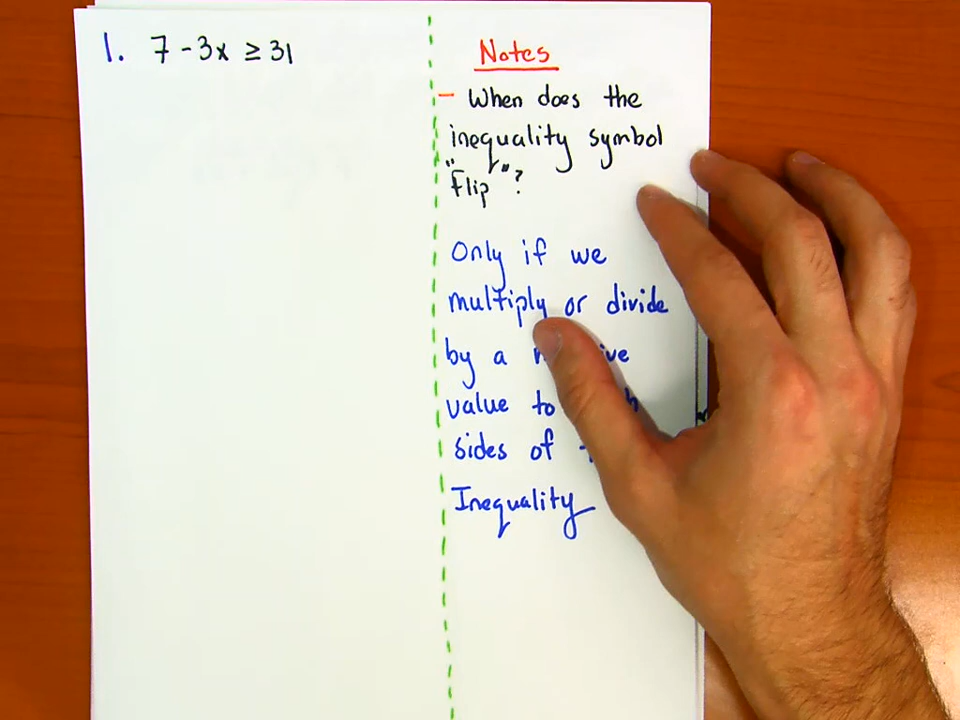 1. 7 - 3x ≥ 31
Notes
- When does the
inequality symbol
"flip"?
Only if we
multiply or divide
by a
value to
sides of
Inequality